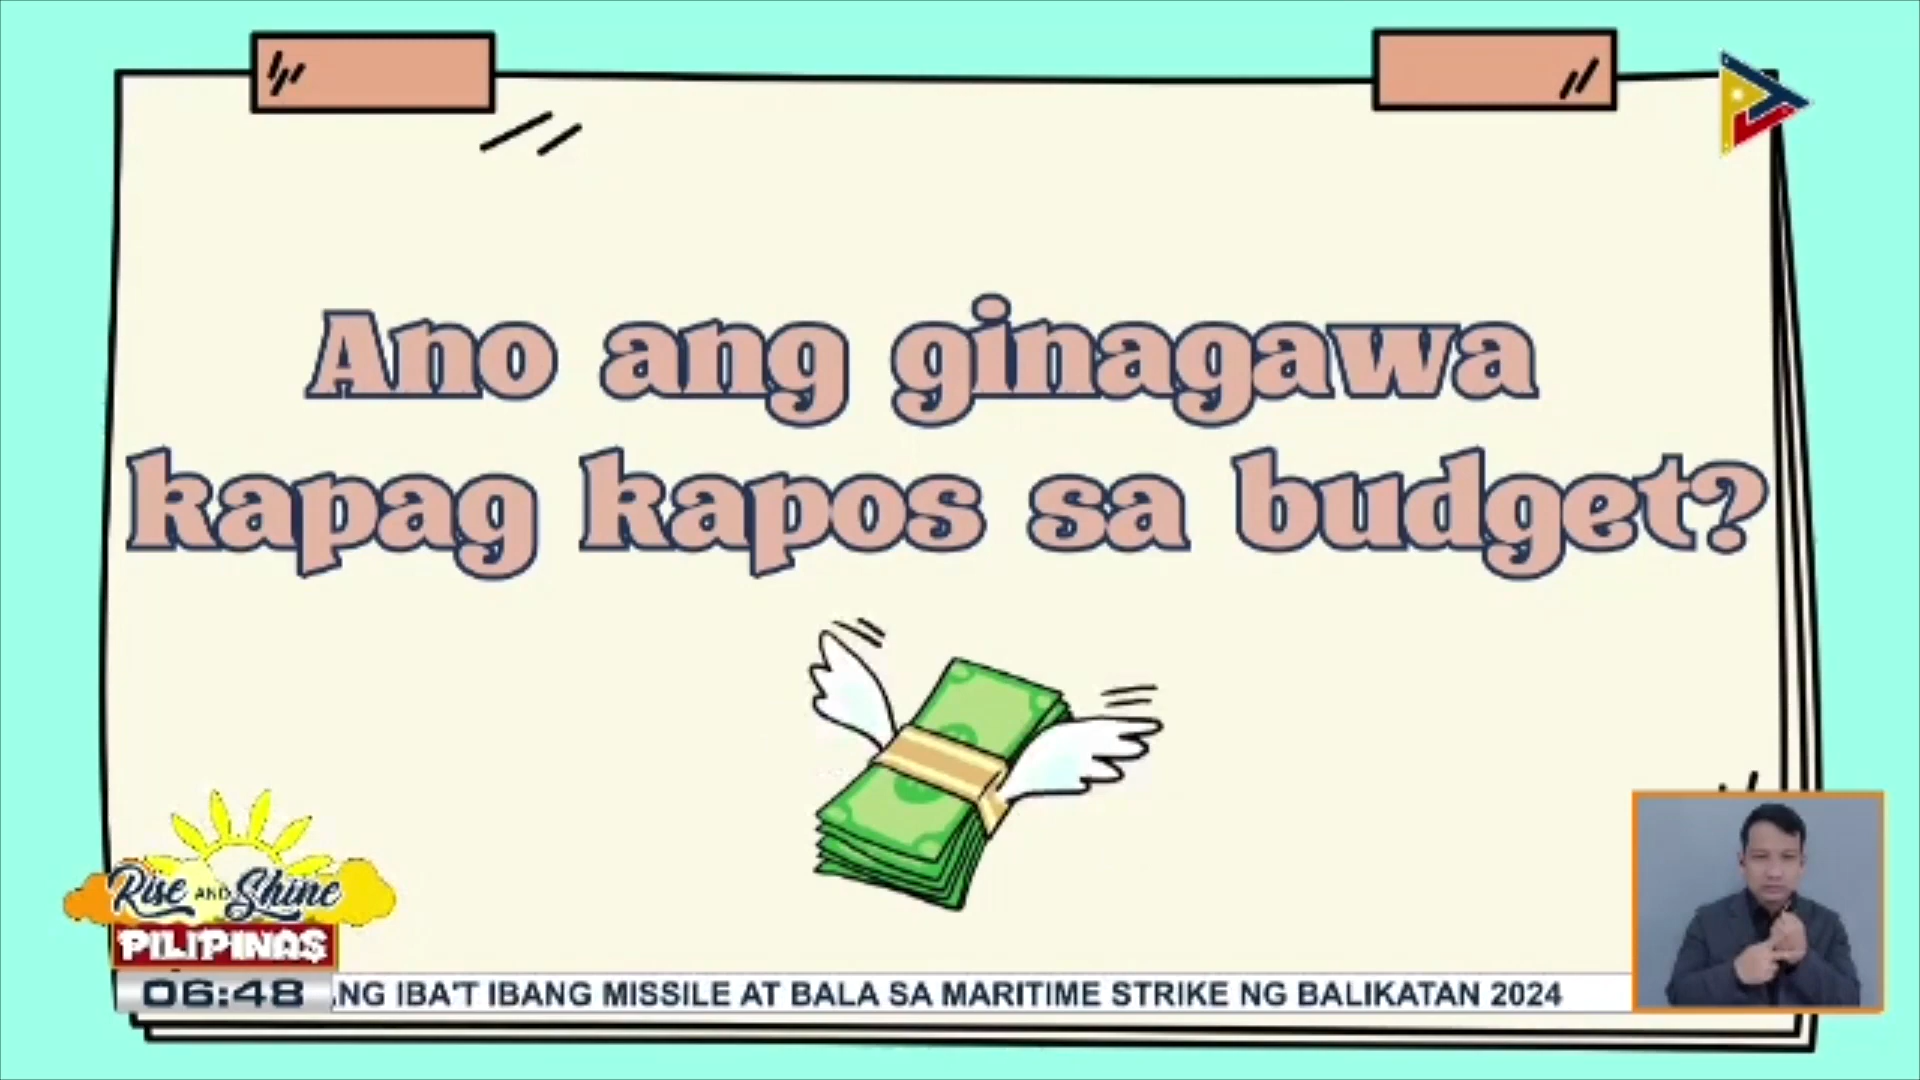 Ano ang ginagawa
kapag kapos sa budget?
Rise AND Shine
PILIPINAS
06:48
NG IBA'T IBANG MISSILE AT BALA SA MARITIME STRIKE NG BALIKATAN 2024